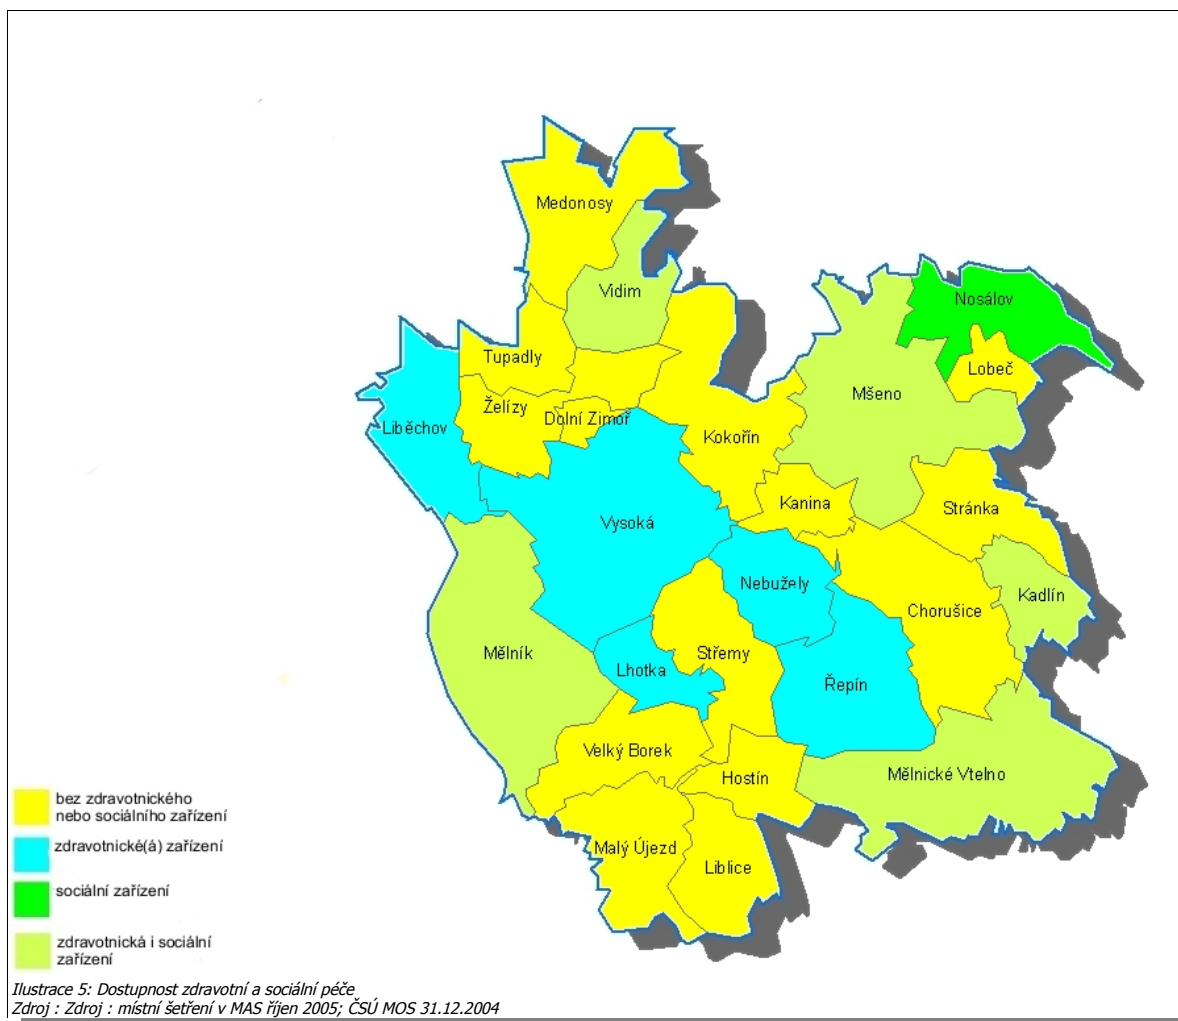 Medonosy
Vidim
Nosálov
Tupadly
Lobeč
Mšeno
Želízy
Dolní Zimoř
Liběchov
Kokořín
Kanina
Stránka
Vysoká
Nebužely
Kadlín
Chorušice
Mělník
Střemy
Lhotka
Řepín
Velký Borek
Hostín
Mělnické Vtelno
bez zdravotnického
nebo sociálního zařízení
Malý Újezd
zdravotnické(á) zařízení
Liblice
sociální zařízení
zdravotnická i sociální
zařízení
Ilustrace 5: Dostupnost zdravotní a sociální péče
Zdroj : Zdroj : místní šetření v MAS říjen 2005; ČSÚ MOS 31.12.2004